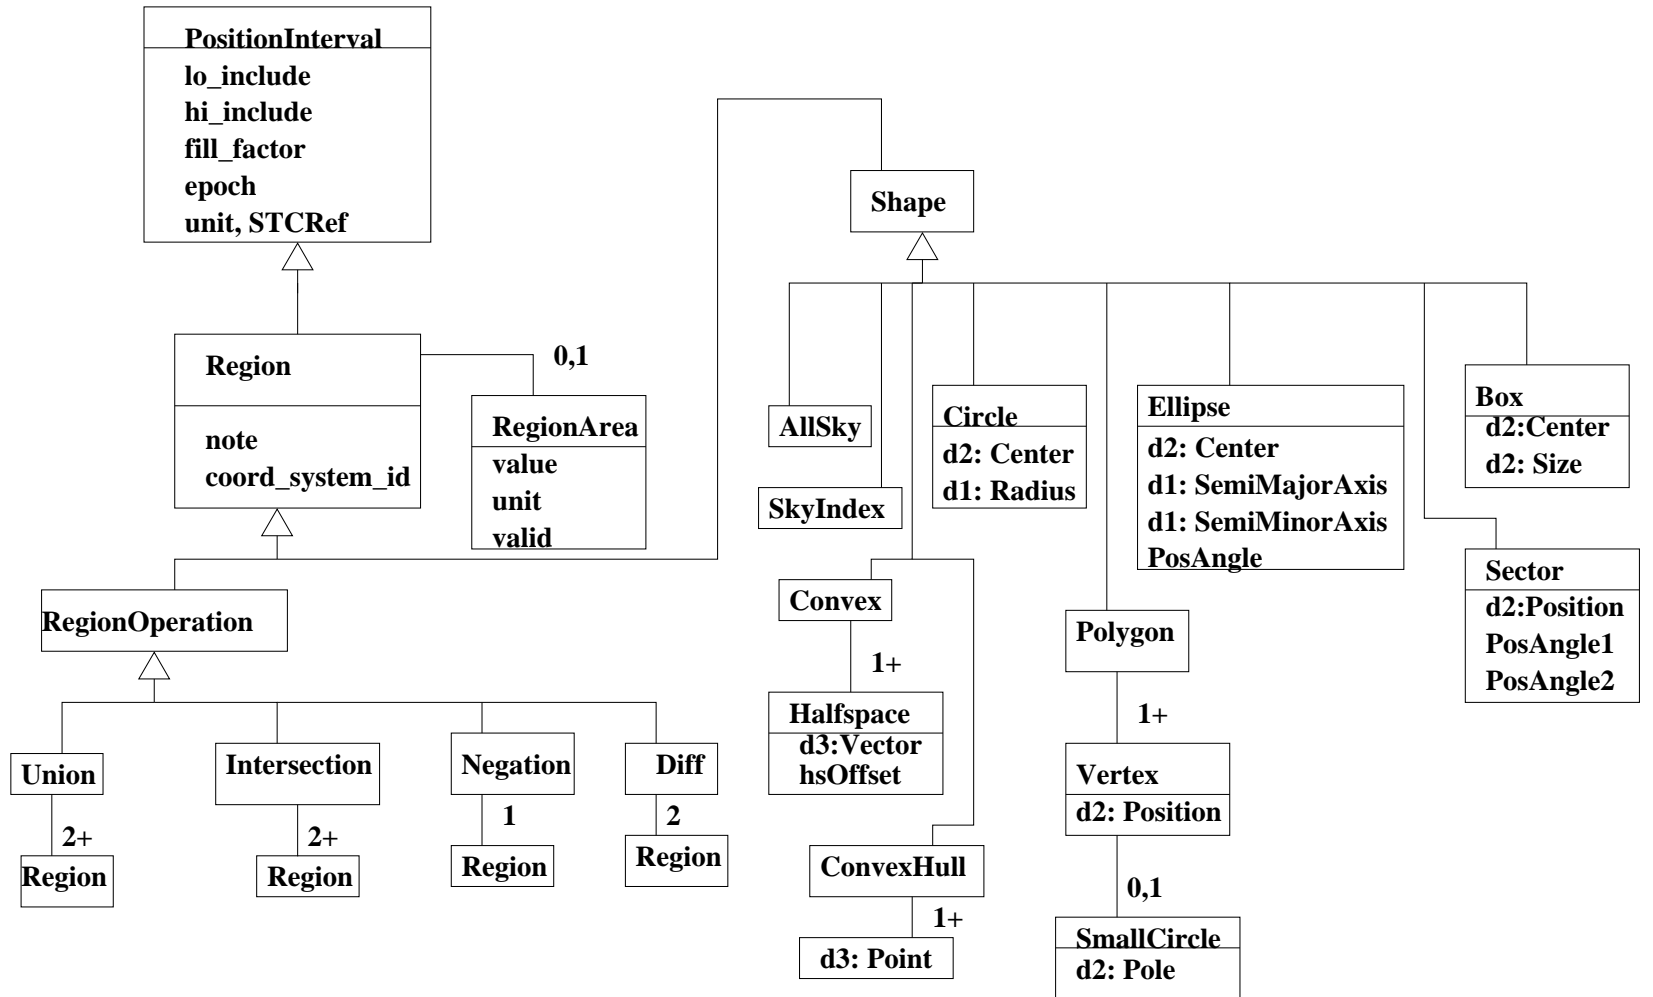 PositionInterval
lo_include
hi_include
fill_factor
epoch
unit, STCRef
Shape
Region
note
coord_system_id
0,1
RegionArea
value
unit
valid
AllSky
SkyIndex
Circle
d2: Center
d1: Radius
Ellipse
d2: Center
d1: SemiMajorAxis
d1: SemiMinorAxis
PosAngle
Box
d2:Center
d2: Size
Sector
d2:Position
PosAngle1
PosAngle2
RegionOperation
Convex
1+
Halfspace
d3:Vector
hsOffset
Polygon
1+
Vertex
d2: Position
0,1
SmallCircle
d2: Pole
Union
2+
Region
Intersection
2+
Region
Negation
1
Region
Diff
2
Region
ConvexHull
1+
d3: Point